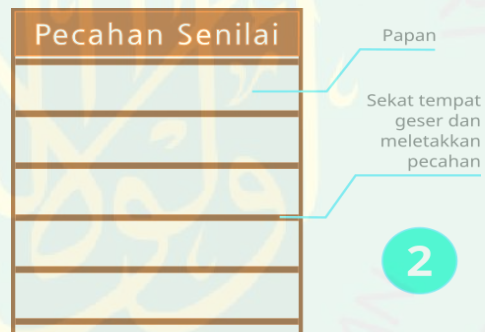 Pecahan Senilai
Papan
Sekat tempat
geser dan
meletakkan
pecahan
2